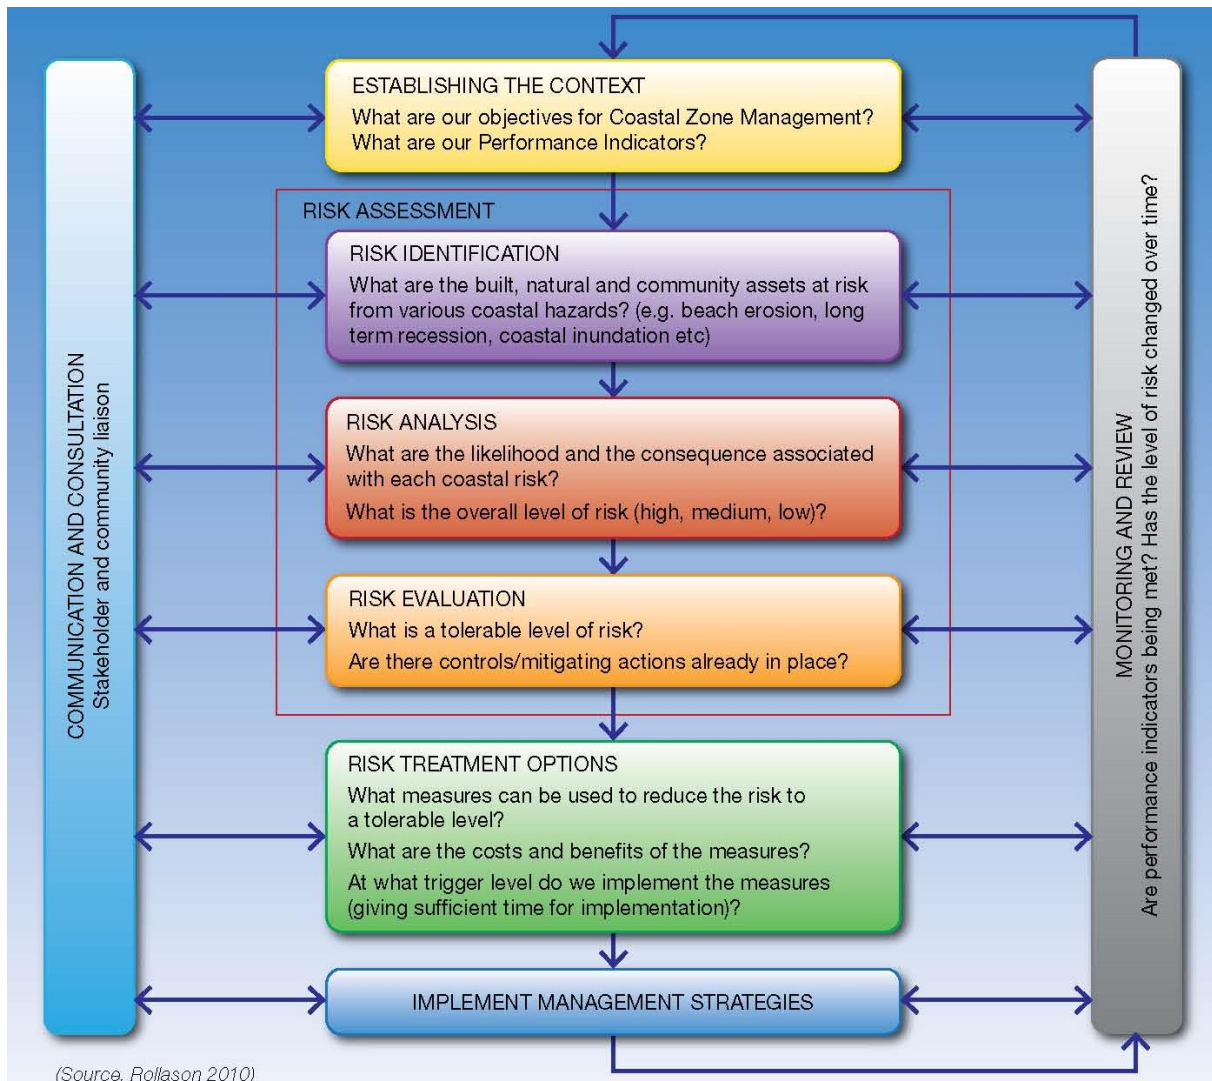 ESTABLISHING THE CONTEXT
What are our objectives for Coastal Zone Management?
What are our Performance Indicators?
RISK ASSESSMENT
RISK IDENTIFICATION
What are the built, natural and community assets at risk
from various coastal hazards? (e.g. beach erosion, long
term recession, coastal inundation etc)
RISK ANALYSIS
What are the likelihood and the consequence associated
with each coastal risk?
What is the overall level of risk (high, medium, low)?
RISK EVALUATION
What is a tolerable level of risk?
Are there controls/mitigating actions already in place?
RISK TREATMENT OPTIONS
What measures can be used to reduce the risk to
a tolerable level?
What are the costs and benefits of the measures?
At what trigger level do we implement the measures
(giving sufficient time for implementation)?
IMPLEMENT MANAGEMENT STRATEGIES
COMMUNICATION AND CONSULTATION
Stakeholder and community liaison
MONITORING AND REVIEW
Are performance indicators being met? Has the level of risk changed over time?
(Source, Rollason 2010)